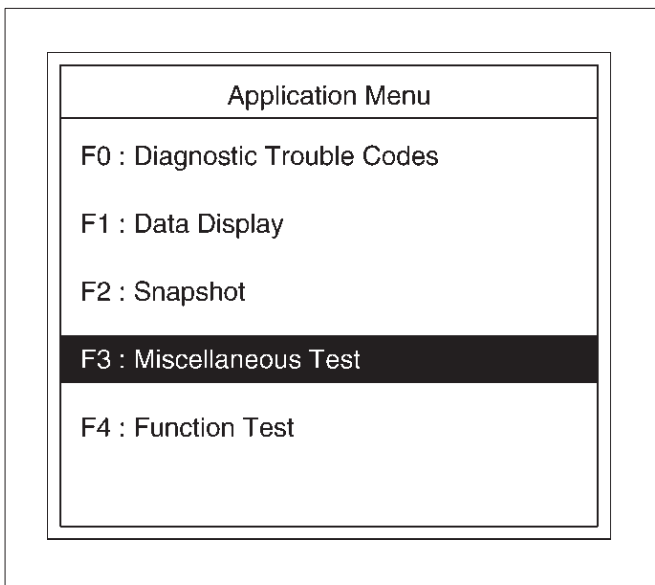 Application Menu
F0 : Diagnostic Trouble Codes
F1 : Data Display
F2 : Snapshot
F3 : Miscellaneous Test
F4 : Function Test